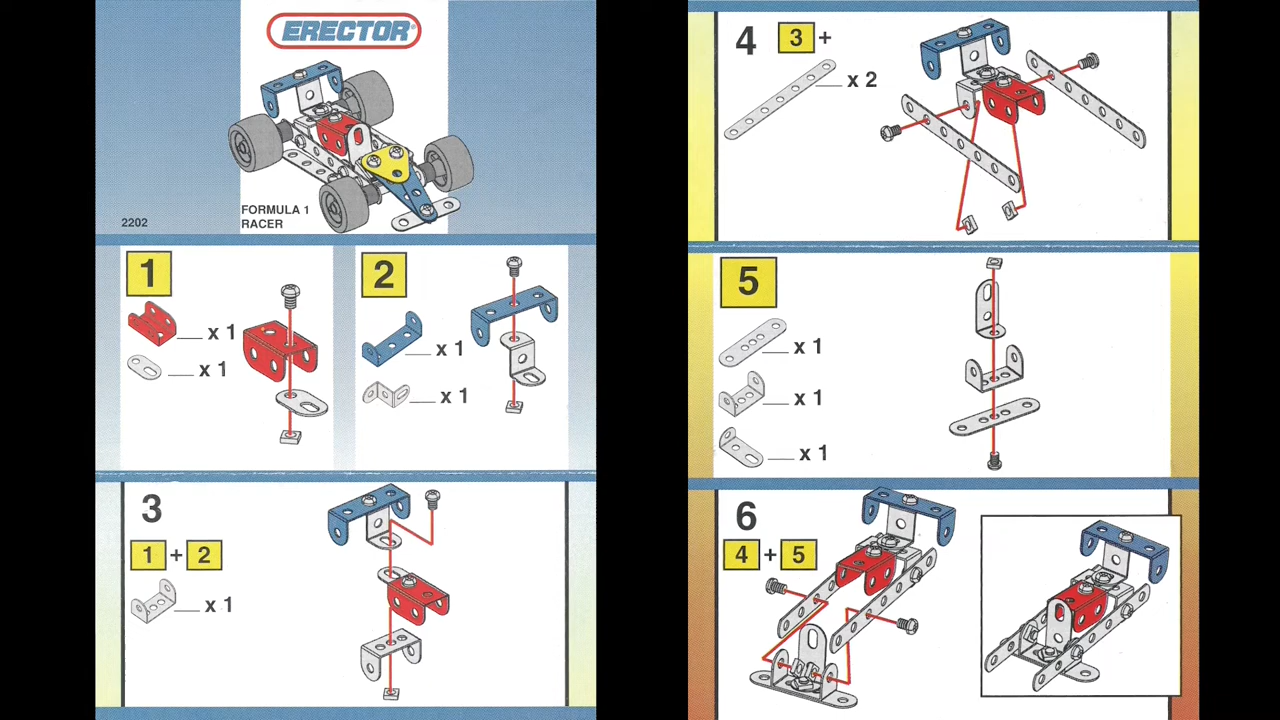 ERECTOR®
2202
FORMULA 1
RACER
1
x 1
x 1
2
x 1
x 1
3
1 + 2
x 1
4
3 +
x 2
5
x 1
x 1
x 1
6
4 + 5